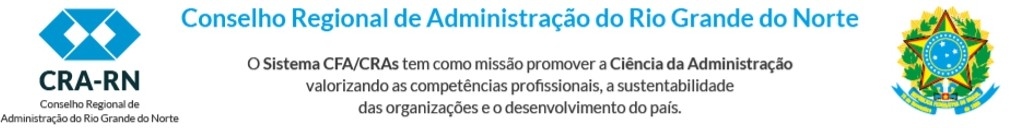 Conselho Regional de Administração do Rio Grande do Norte
CRA-RN
Conselho Regional de
Administração do Rio Grande do Norte
O Sistema CFA/CRAs tem como missão promover a Ciência da Administração
valorizando as competências profissionais, a sustentabilidade
das organizações e o desenvolvimento do país.